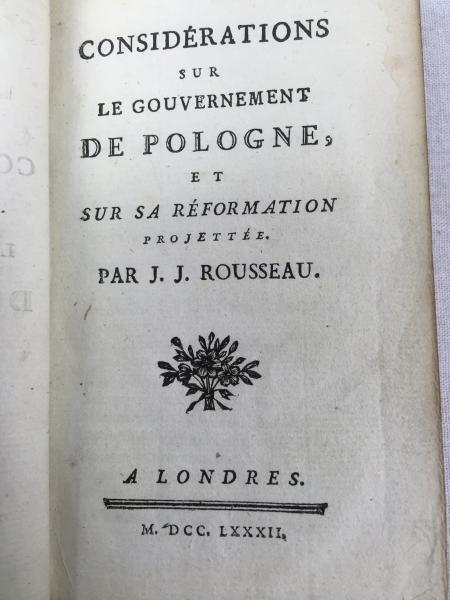 CONSIDÉRATIONS
SUR
LE GOUVERNEMENT
DE POLOGNE,
ET
SUR SA RÉFORMATION
PROJETTÉE.
PAR J. J. ROUSSEAU.
A LONDRES.
M. DCC. LXXXII.